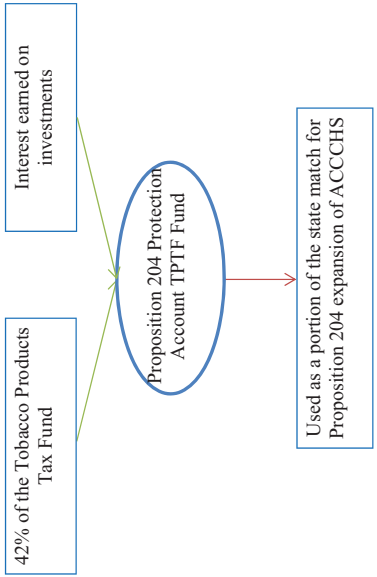 42% of the Tobacco Products
Tax Fund
Interest earned on
investments
Proposition 204 Protection
Account TPTF Fund
Used as a portion of the state match for
Proposition 204 expansion of ACCCHS